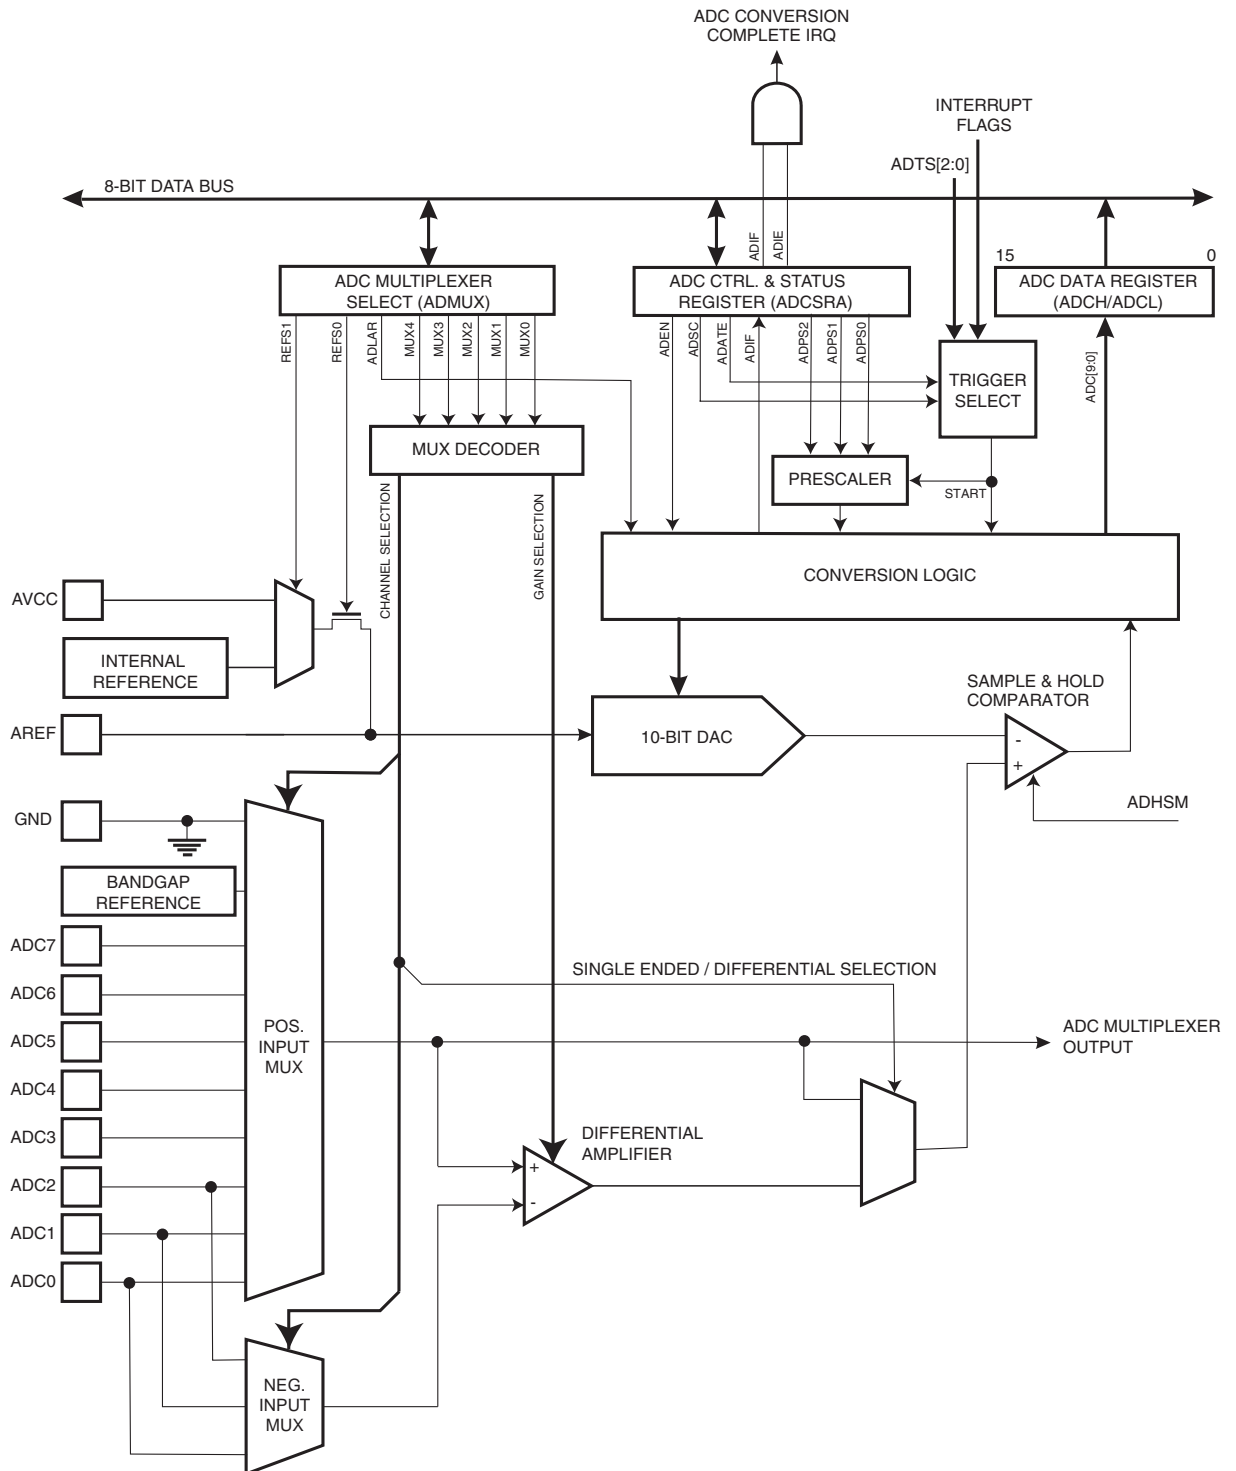 ADC CONVERSION
COMPLETE IRQ
INTERRUPT
FLAGS
ADTS[2:0]
8-BIT DATA BUS
ADIF
ADIE
15
0
ADC MULTIPLEXER
SELECT (ADMUX)
ADC CTRL. & STATUS
REGISTER (ADCSRA)
ADC DATA REGISTER
(ADCH/ADCL)
REFS1
REFS0
ADLAR
MUX4
MUX3
MUX2
MUX1
MUX0
ADEN
ADSC
ADATE
ADIF
ADPS2
ADPS1
ADPS0
ADC[9:0]
TRIGGER
SELECT
MUX DECODER
PRESCALER
START
CHANNEL SELECTION
GAIN SELECTION
CONVERSION LOGIC
AVCC
INTERNAL
REFERENCE
SAMPLE & HOLD
COMPARATOR
AREF
10-BIT DAC
-
+
ADHSM
GND
BANDGAP
REFERENCE
ADC7
SINGLE ENDED / DIFFERENTIAL SELECTION
ADC6
ADC5
POS.
INPUT
MUX
ADC MULTIPLEXER
OUTPUT
ADC4
ADC3
DIFFERENTIAL
AMPLIFIER
+
-
ADC2
ADC1
ADC0
NEG.
INPUT
MUX